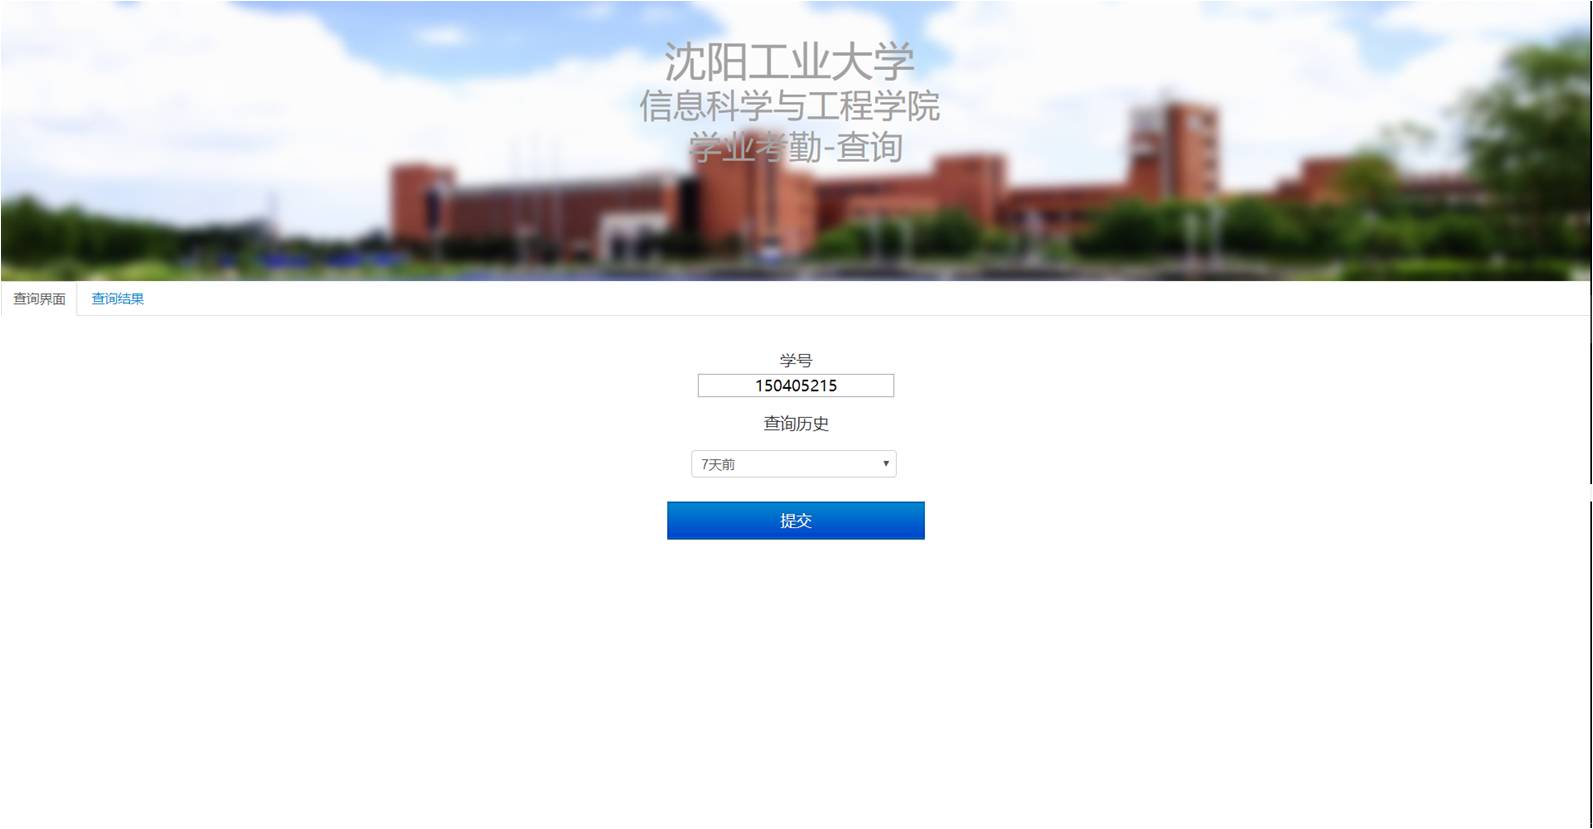 沈阳工业大学
信息科学与工程学院
学业考勤-查询
查询界面 查询结果
学号
150405215
查询历史
7天前
提交